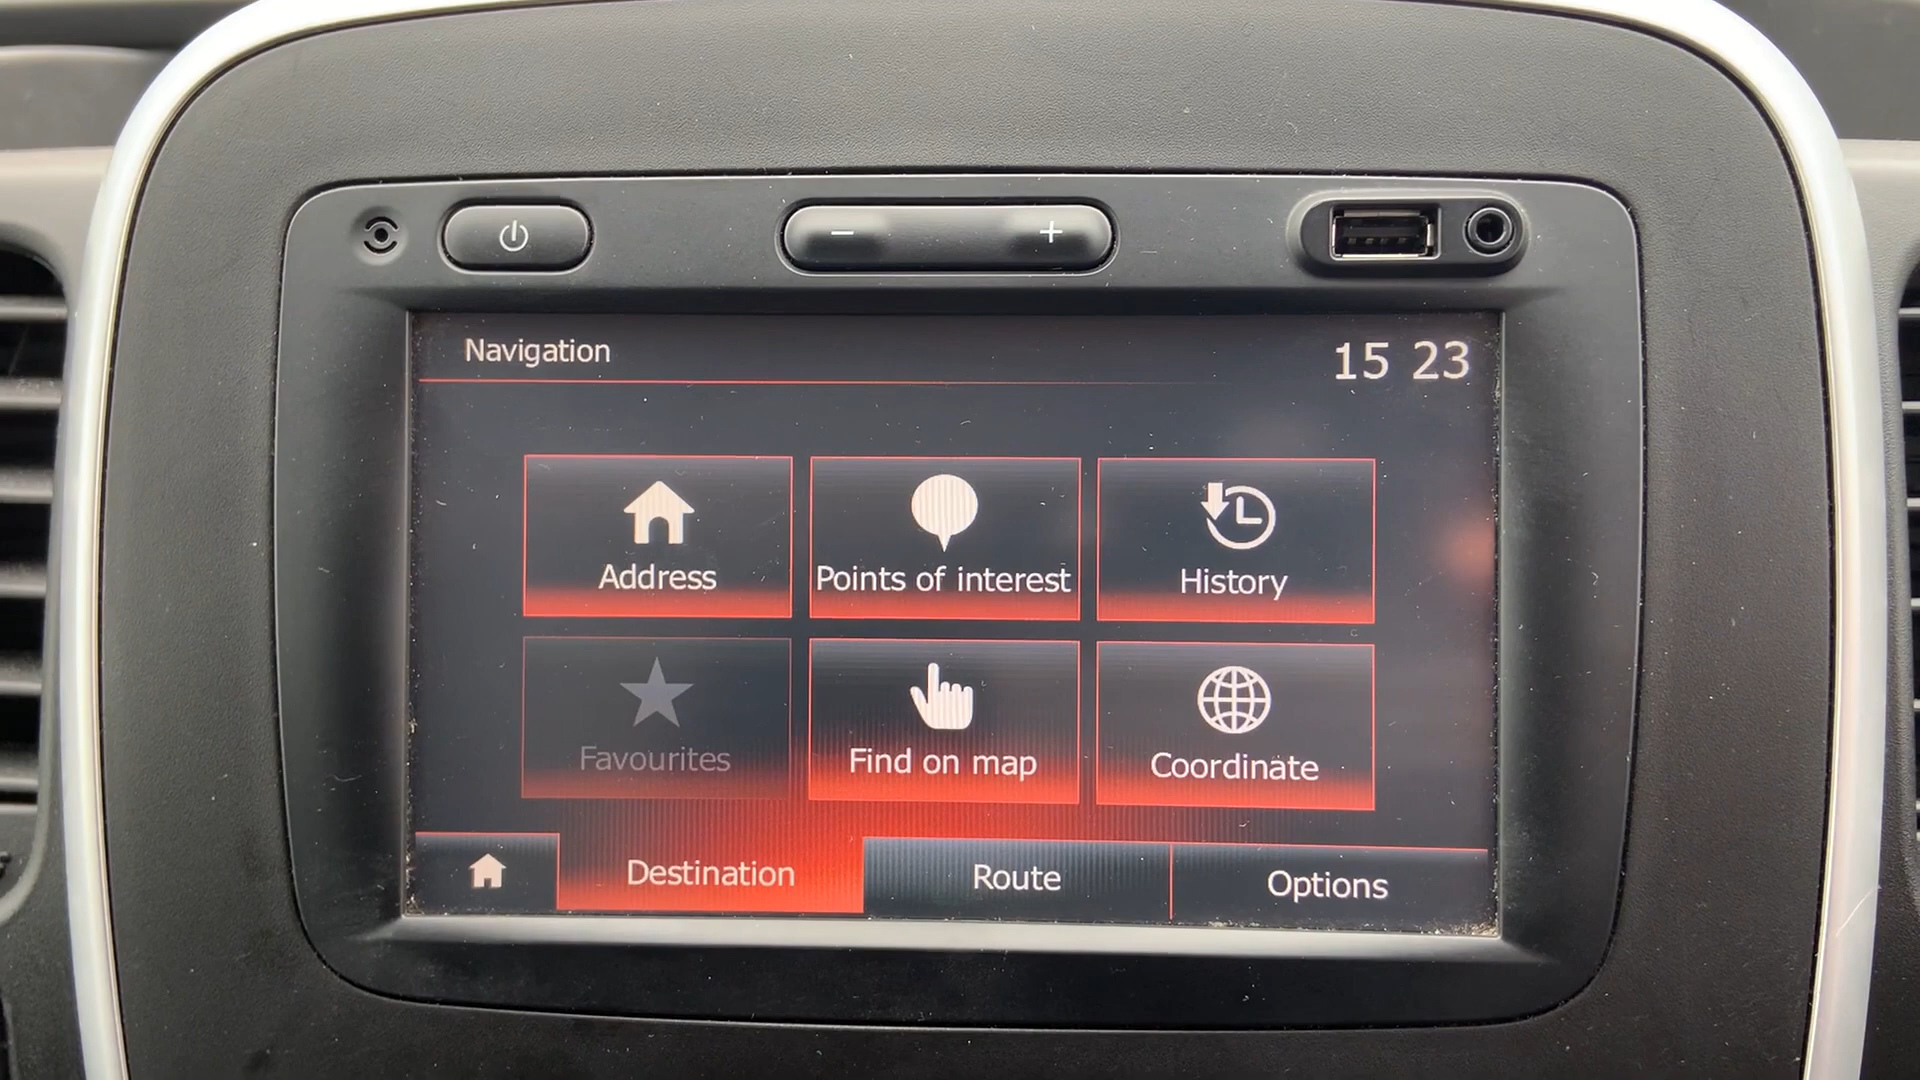 Navigation
15 23
Address
Points of interest
History
Favourites
Find on map
Coordinate
Destination
Route
Options